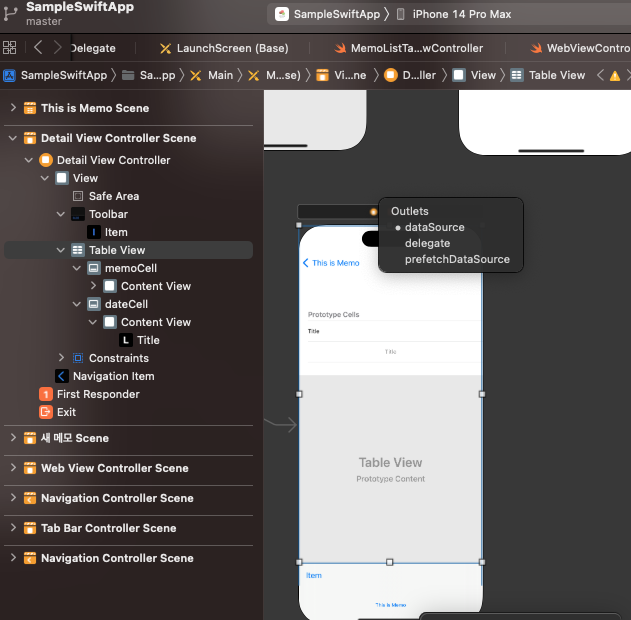 SampleSwiftApp
master
SampleSwiftApp 〉 iPhone 14 Pro Max
Delegate
LaunchScreen (Base)
MemoListTa...wController
WebViewContro
SampleSwiftApp 〉 Sa...pp 〉 Main 〉 M...se) 〉 Vi...ne 〉 D...ller 〉 View 〉 Table View
This is Memo Scene
Detail View Controller Scene
Detail View Controller
View
Safe Area
Toolbar
Item
Table View
memoCell
Content View
dateCell
Content View
L Title
Constraints
Navigation Item
1 First Responder
Exit
새 메모 Scene
Web View Controller Scene
Navigation Controller Scene
Tab Bar Controller Scene
Navigation Controller Scene
Outlets
dataSource
delegate
prefetchDataSource
This is Memo
Prototype Cells
Title
Title
Table View
Prototype Content
Item
This is Memo